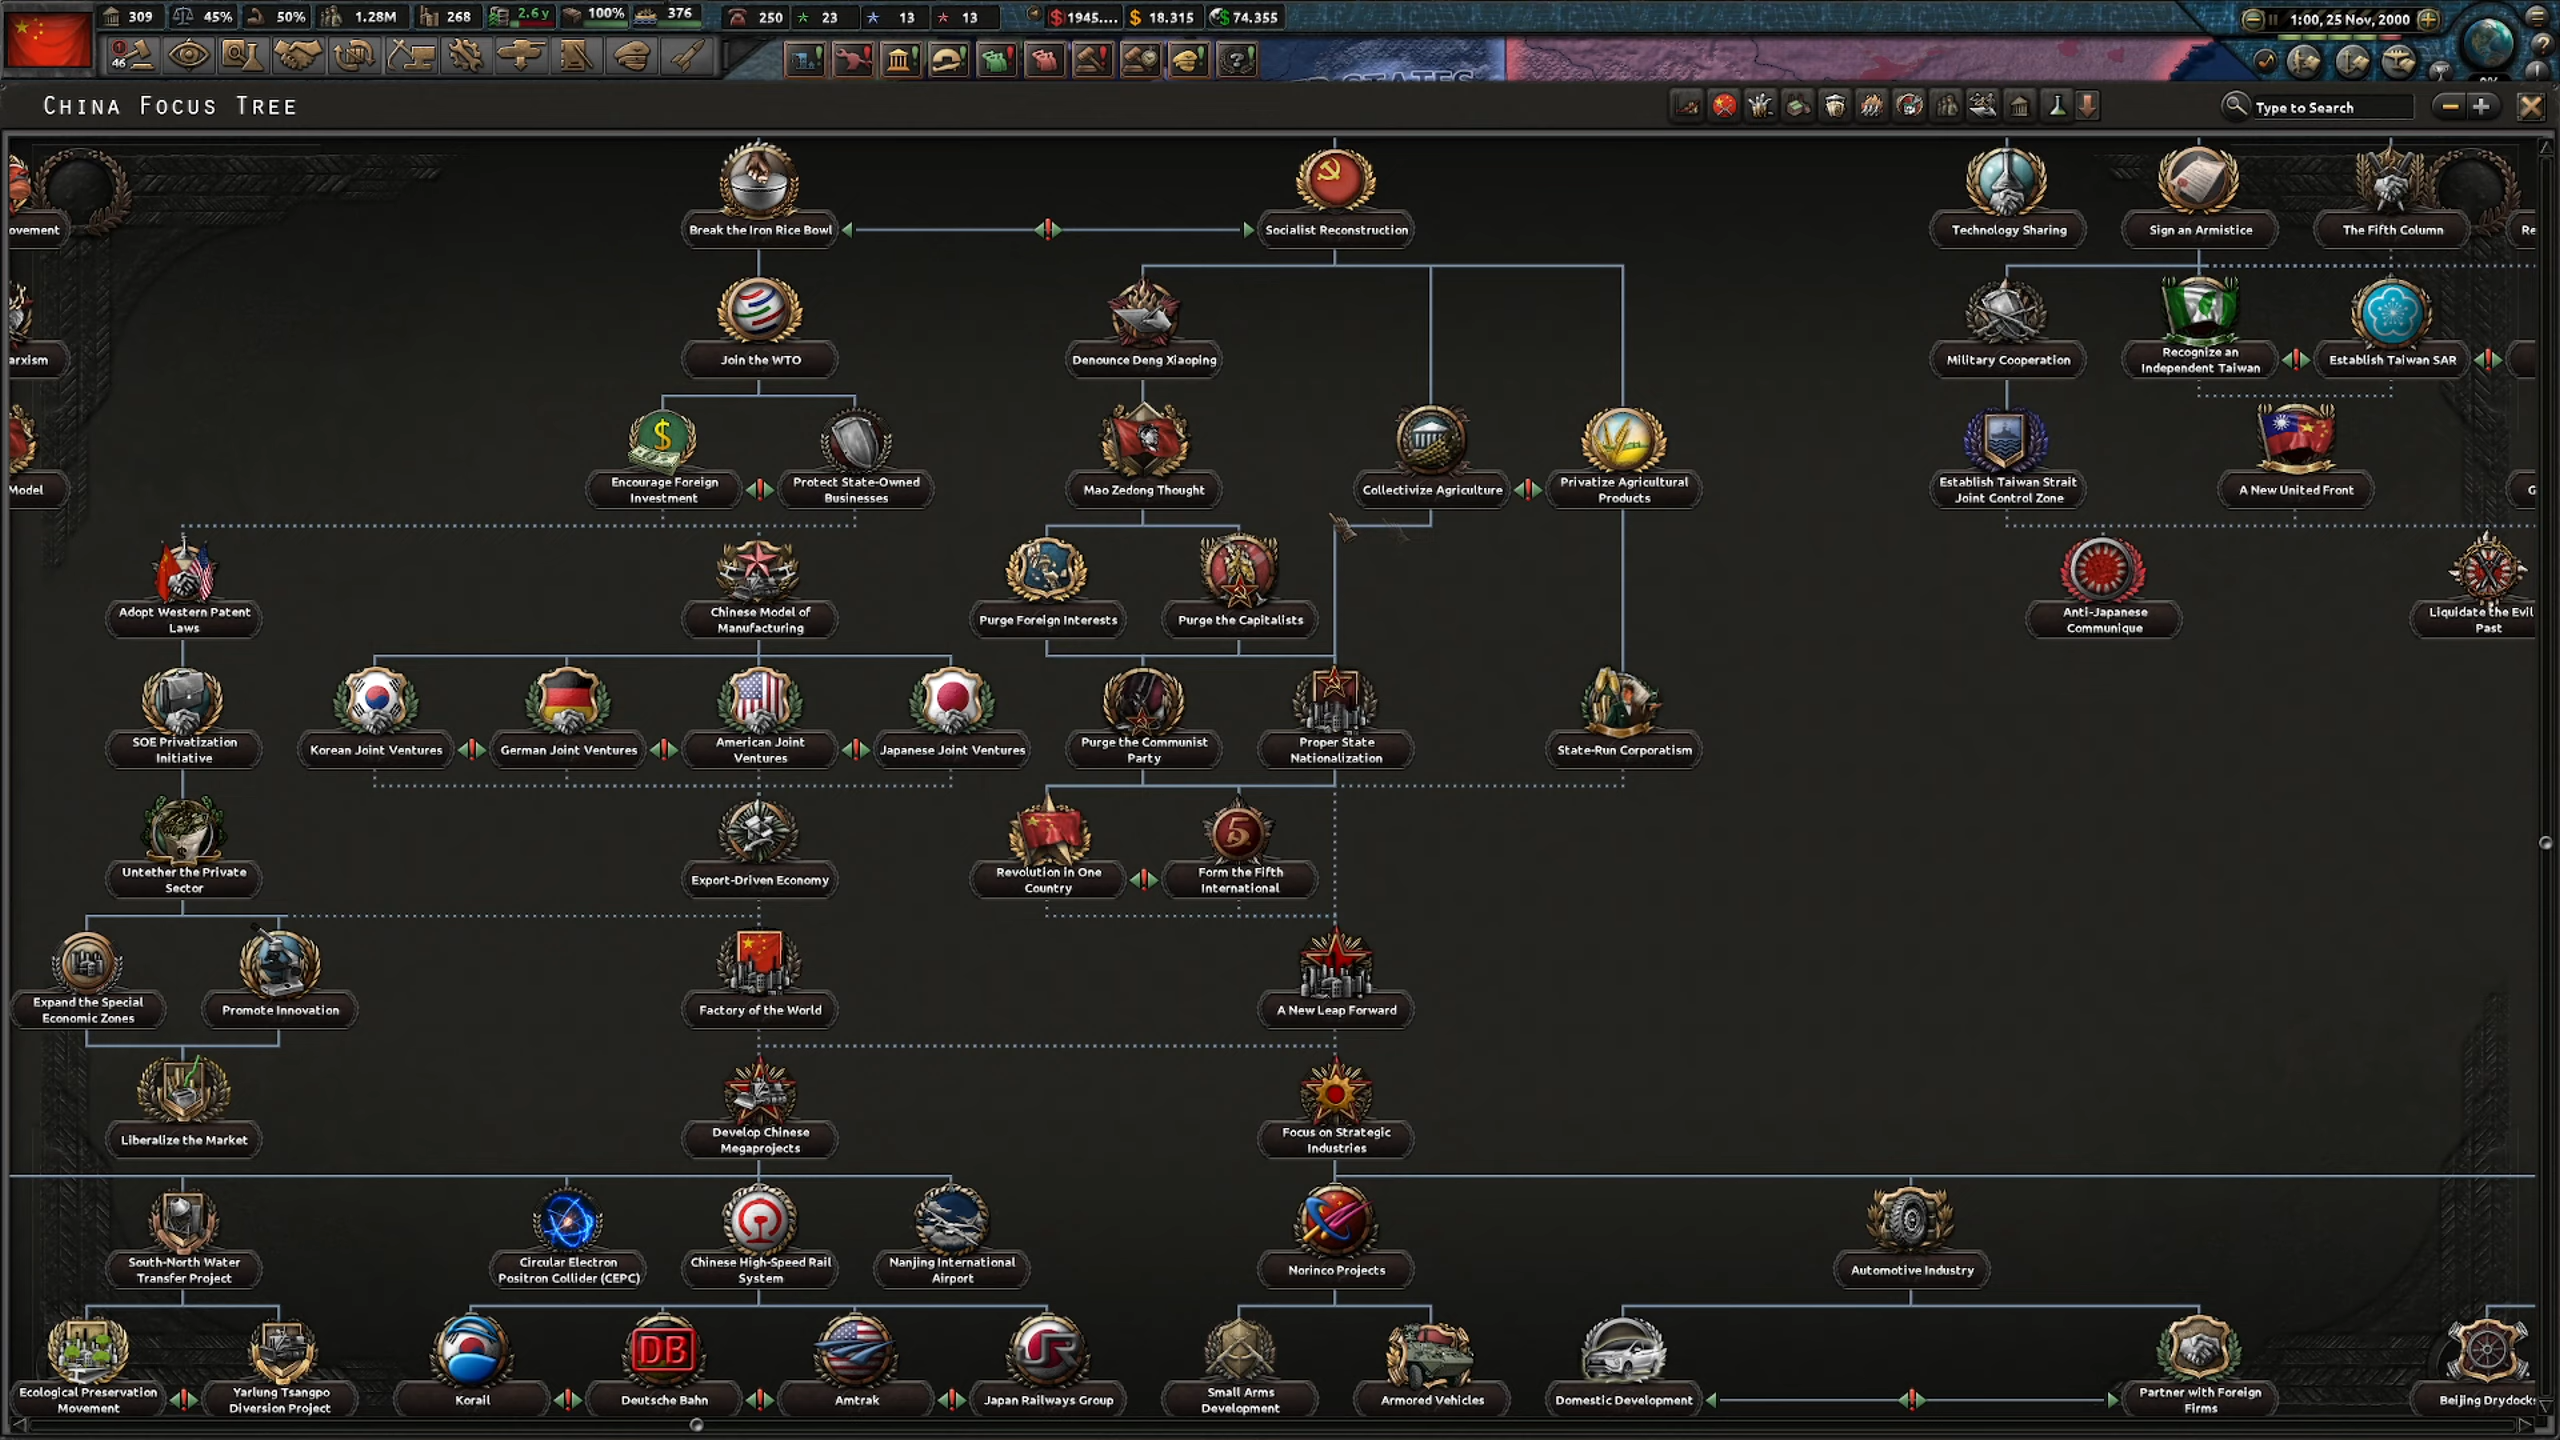 309
45%
50%
1.28M
268
2.6 y
100%
376
250
23
13
13
1945....
18.315
74.355
1:00, 25 Nov, 2000
46
CHINA FOCUS TREE
Type to Search
ovement
Break the Iron Rice Bowl
Socialist Reconstruction
Technology Sharing
Sign an Armistice
The Fifth Column
Re
arxism
Join the WTO
Denounce Deng Xiaoping
Military Cooperation
Recognize an
Independent Taiwan
Establish Taiwan SAR
Model
Encourage Foreign
Investment
Protect State-Owned
Businesses
Mao Zedong Thought
Collectivize Agriculture
Privatize Agricultural
Products
Establish Taiwan Strait
Joint Control Zone
A New United Front
G
Adopt Western Patent
Laws
Chinese Model of
Manufacturing
Purge Foreign Interests
Purge the Capitalists
Anti-Japanese
Communique
Liquidate the Evil
Past
SOE Privatization
Initiative
Korean Joint Ventures
German Joint Ventures
American Joint
Ventures
Japanese Joint Ventures
Purge the Communist
Party
Proper State
Nationalization
State-Run Corporatism
Untether the Private
Sector
Export-Driven Economy
5
Revolution in One
Country
Form the Fifth
International
Expand the Special
Economic Zones
Promote Innovation
Factory of the World
A New Leap Forward
Liberalize the Market
Develop Chinese
Megaprojects
Focus on Strategic
Industries
South-North Water
Transfer Project
Circular Electron
Positron Collider (CEPC)
Chinese High-Speed Rail
System
Nanjing International
Airport
Norinco Projects
Automotive Industry
DB
JR
Ecological Preservation
Movement
Yarlung Tsangpo
Diversion Project
Korail
Deutsche Bahn
Amtrak
Japan Railways Group
Small Arms
Development
Armored Vehicles
Domestic Development
Partner with Foreign
Firms
Beijing Drydocks